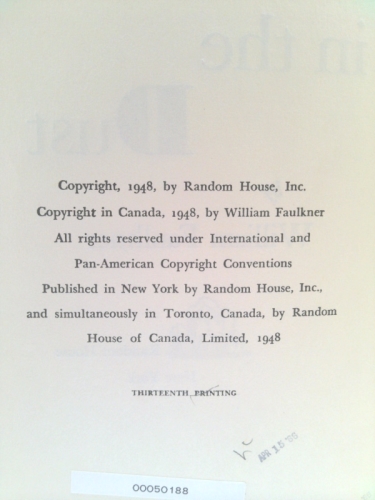 Copyright, 1948, by Random House, Inc.
Copyright in Canada, 1948, by William Faulkner
All rights reserved under International and
Pan-American Copyright Conventions
Published in New York by Random House, Inc.,
and simultaneously in Toronto, Canada, by Random
House of Canada, Limited, 1948
THIRTEENTH PRINTING
00050188